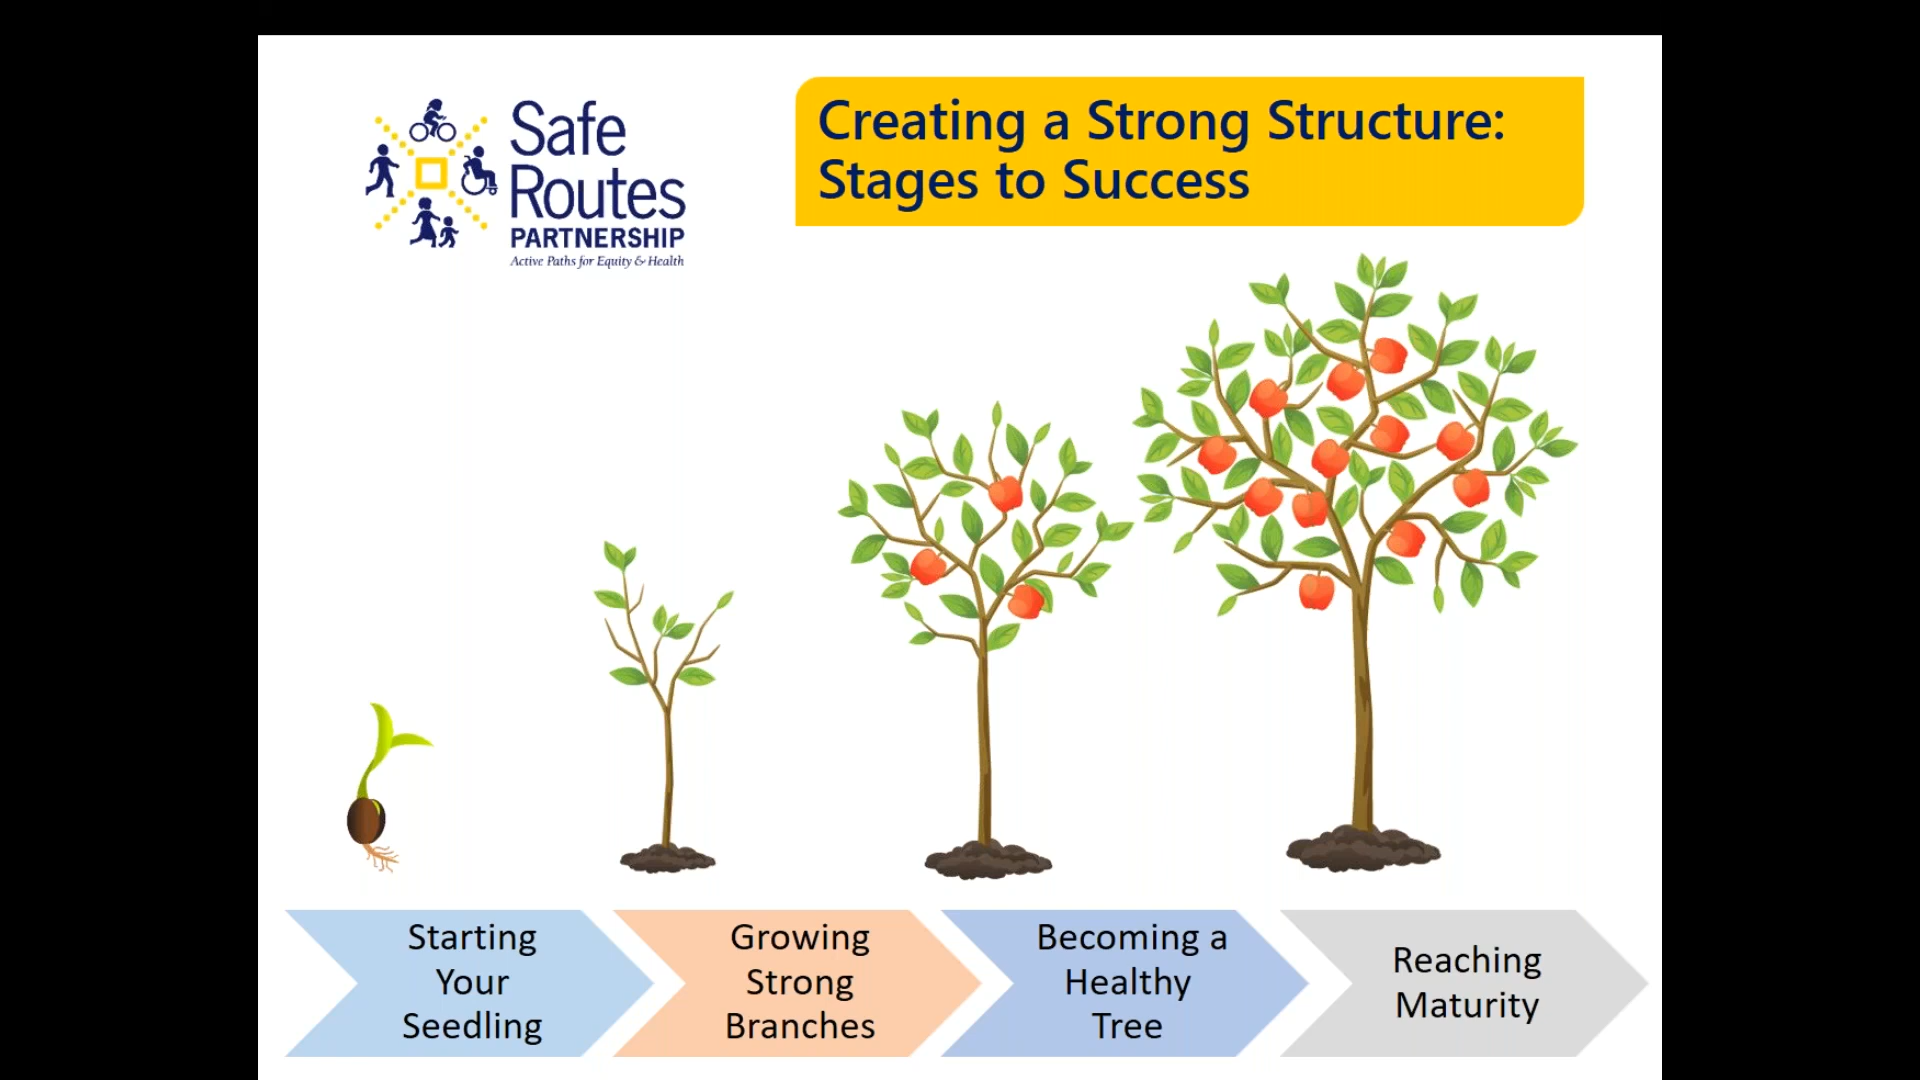 Safe
Routes
PARTNERSHIP
Active Paths for Equity & Health
Creating a Strong Structure:
Stages to Success
Starting
Your
Seedling
Growing
Strong
Branches
Becoming a
Healthy
Tree
Reaching
Maturity